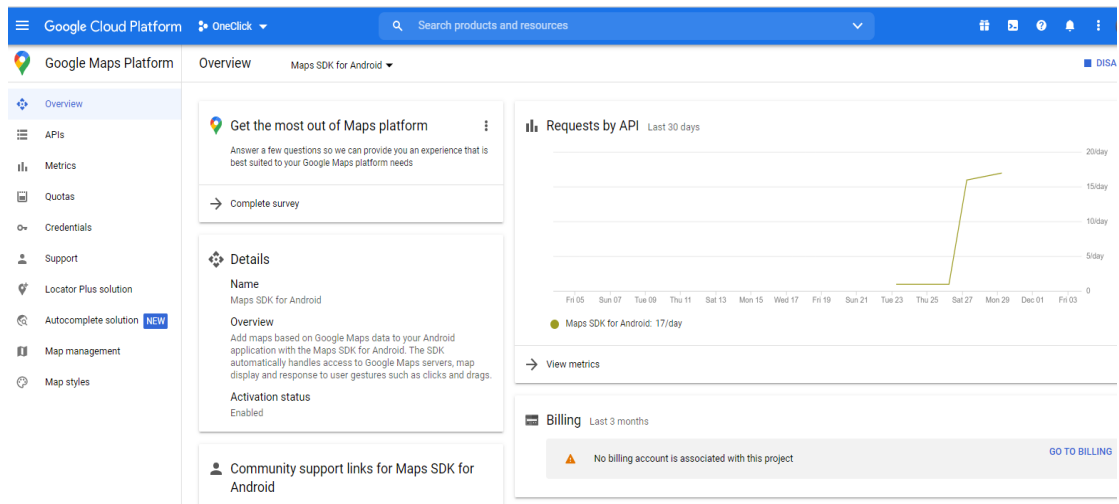 Google Cloud Platform
OneClick
Search products and resources
Google Maps Platform
Overview
Maps SDK for Android
DISA
Overview
APIs
Metrics
Quotas
Credentials
Support
Locator Plus solution
Autocomplete solution NEW
Map management
Map styles
Get the most out of Maps platform
Answer a few questions so we can provide you an experience that is
best suited to your Google Maps platform needs
Complete survey
Details
Name
Maps SDK for Android
Overview
Add maps based on Google Maps data to your Android
application with the Maps SDK for Android. The SDK
automatically handles access to Google Maps servers, map
display and response to user gestures such as clicks and drags.
Activation status
Enabled
Community support links for Maps SDK for
Android
Requests by API Last 30 days
20/day
15/day
10/day
5/day
0
Fri 05 Sun 07 Tue 09 Thu 11 Sat 13 Mon 15 Wed 17 Fri 19 Sun 21 Tue 23 Thu 25 Sat 27 Mon 29 Dec 01 Fri 03
Maps SDK for Android: 17/day
View metrics
Billing Last 3 months
No billing account is associated with this project
GO TO BILLING